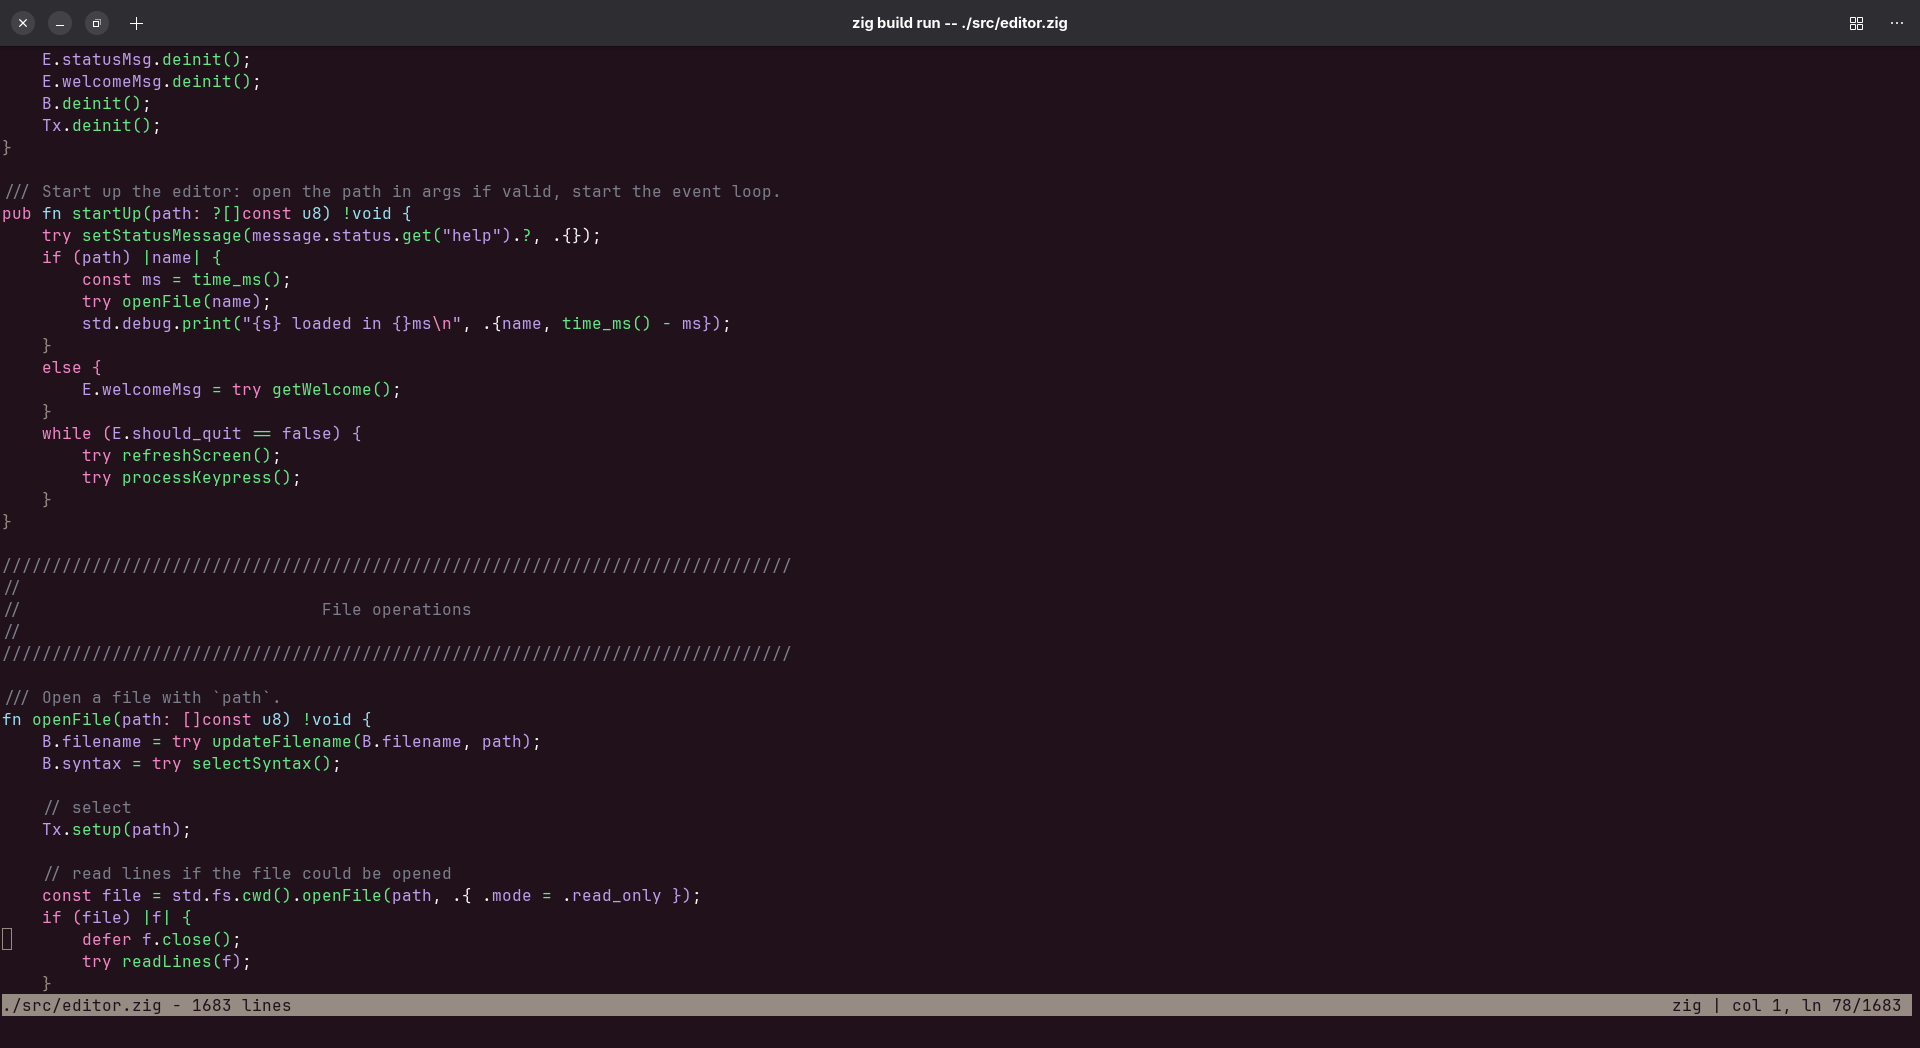 zig build run -- ./src/editor.zig
    E.statusMsg.deinit();
    E.welcomeMsg.deinit();
    B.deinit();
    Tx.deinit();
}
/// Start up the editor: open the path in args if valid, start the event loop.
pub fn startUp(path: ?[]const u8) !void {
    try setStatusMessage(message.status.get("help").?, .{});
    if (path) |name| {
        const ms = time_ms();
        try openFile(name);
        std.debug.print("{s} loaded in {}ms\n", .{name, time_ms() - ms});
    }
    else {
        E.welcomeMsg = try getWelcome();
    }
    while (E.should_quit == false) {
        try refreshScreen();
        try processKeypress();
    }
}
///////////////////////////////////////////////////////////////////////////////
//
//                              File operations
//
///////////////////////////////////////////////////////////////////////////////
/// Open a file with `path`.
fn openFile(path: []const u8) !void {
    B.filename = try updateFilename(B.filename, path);
    B.syntax = try selectSyntax();
    // select
    Tx.setup(path);
    // read lines if the file could be opened
    const file = std.fs.cwd().openFile(path, .{ .mode = .read_only });
    if (file) |f| {
        defer f.close();
        try readLines(f);
    }
./src/editor.zig - 1683 lines
zig | col 1, ln 78/1683